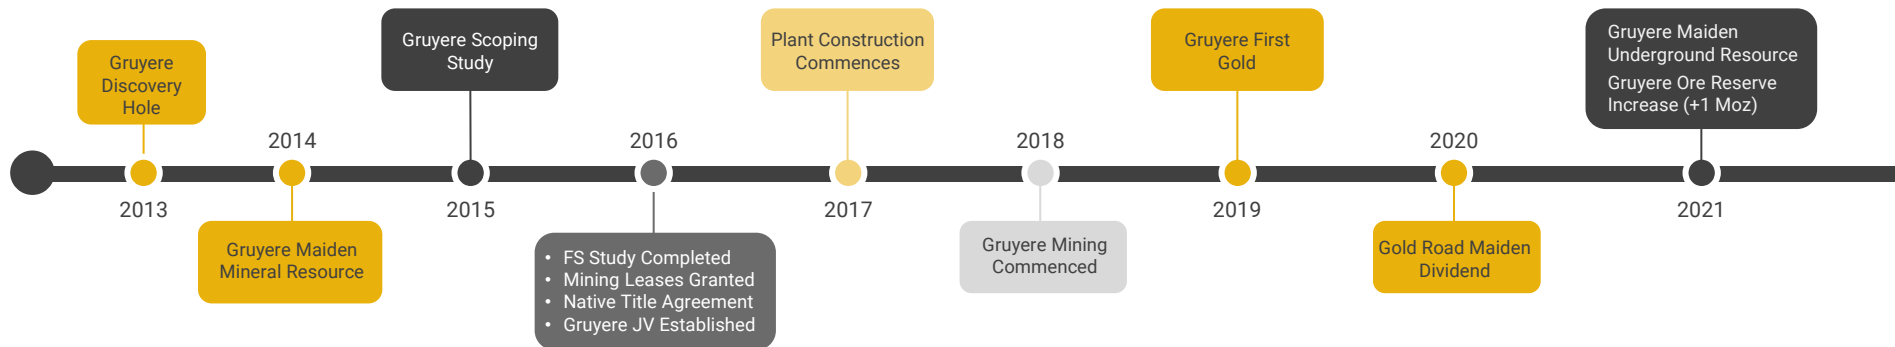 Gruyere
Discovery
Hole
2013
2014
Gruyere Maiden
Mineral Resource
Gruyere Scoping
Study
2015
2016
• FS Study Completed
• Mining Leases Granted
• Native Title Agreement
• Gruyere JV Established
Plant Construction
Commences
2017
2018
Gruyere Mining
Commenced
Gruyere First
Gold
2019
2020
Gold Road Maiden
Dividend
Gruyere Maiden
Underground Resource
Gruyere Ore Reserve
Increase (+1 Moz)
2021